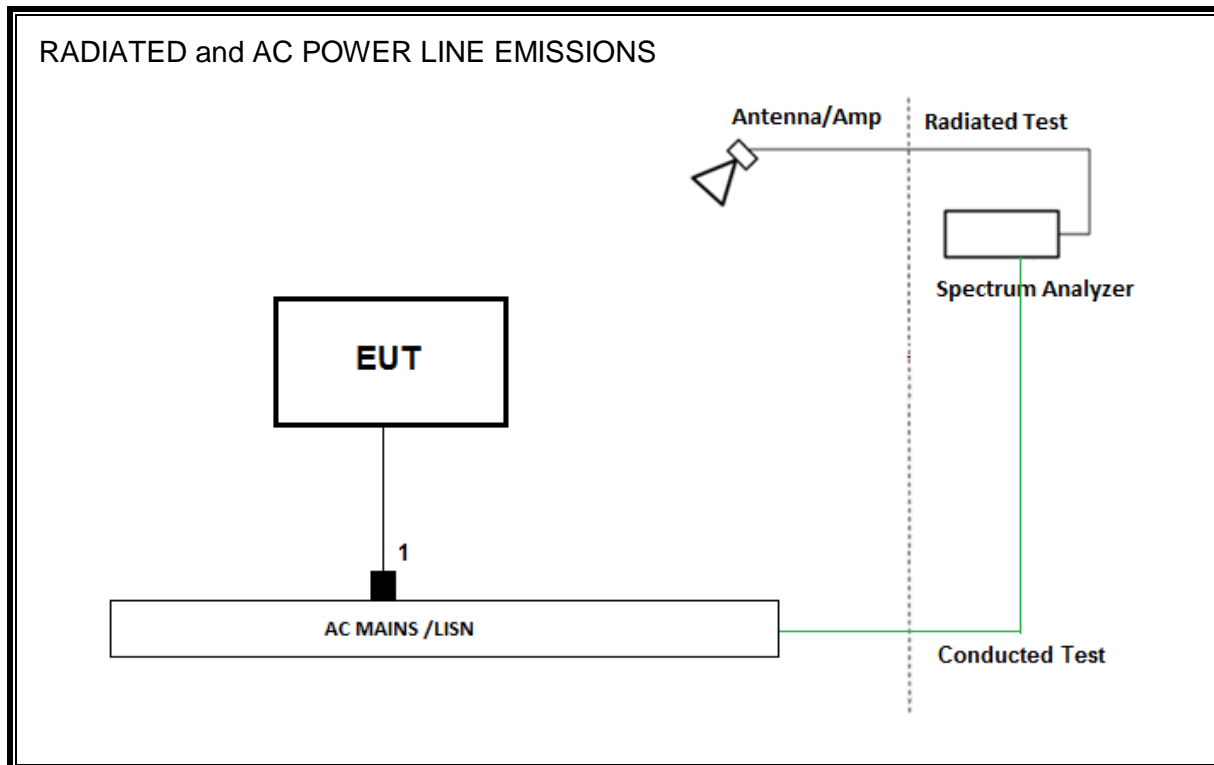 RADIATED and AC POWER LINE EMISSIONS
Antenna/Amp
Radiated Test
Spectrum Analyzer
EUT
1
AC MAINS /LISN
Conducted Test